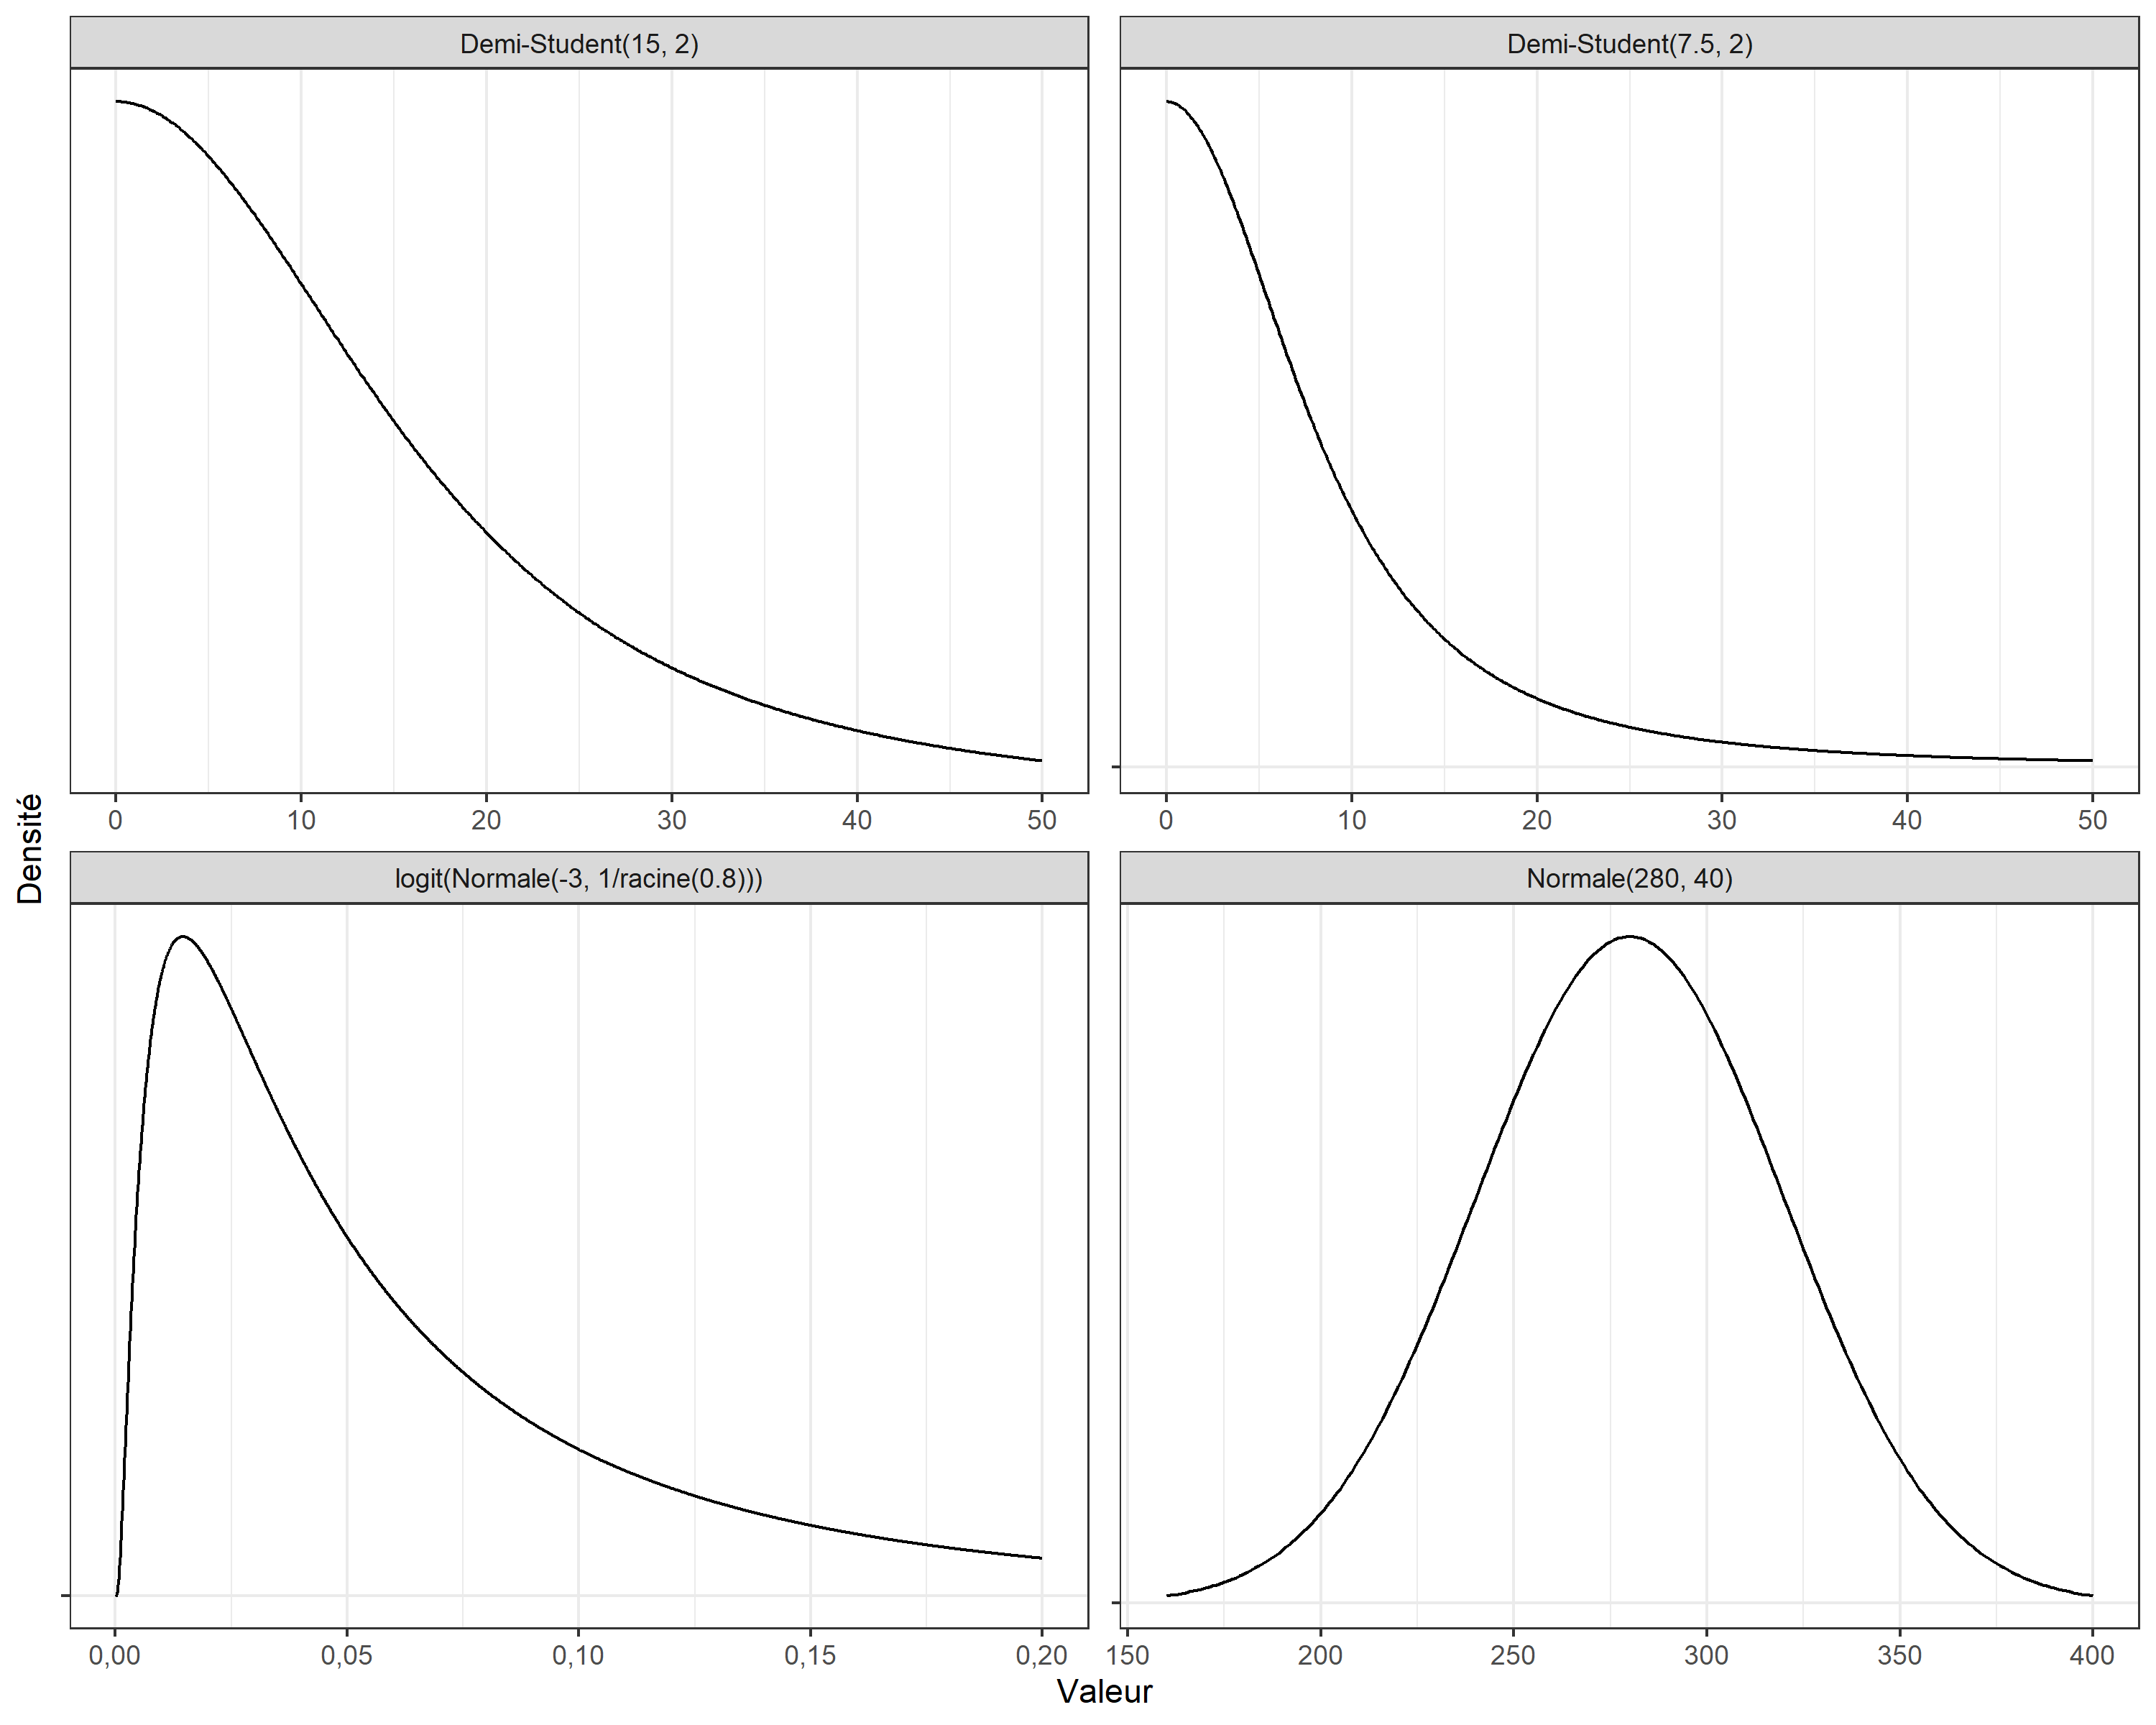 Demi-Student(15, 2)
Demi-Student(7.5, 2)
0 10 20 30 40 50
0 10 20 30 40 50
Densité
logit(Normale(-3, 1/racine(0.8)))
Normale(280, 40)
0,00 0,05 0,10 0,15 0,20
150 200 250 300 350 400
Valeur